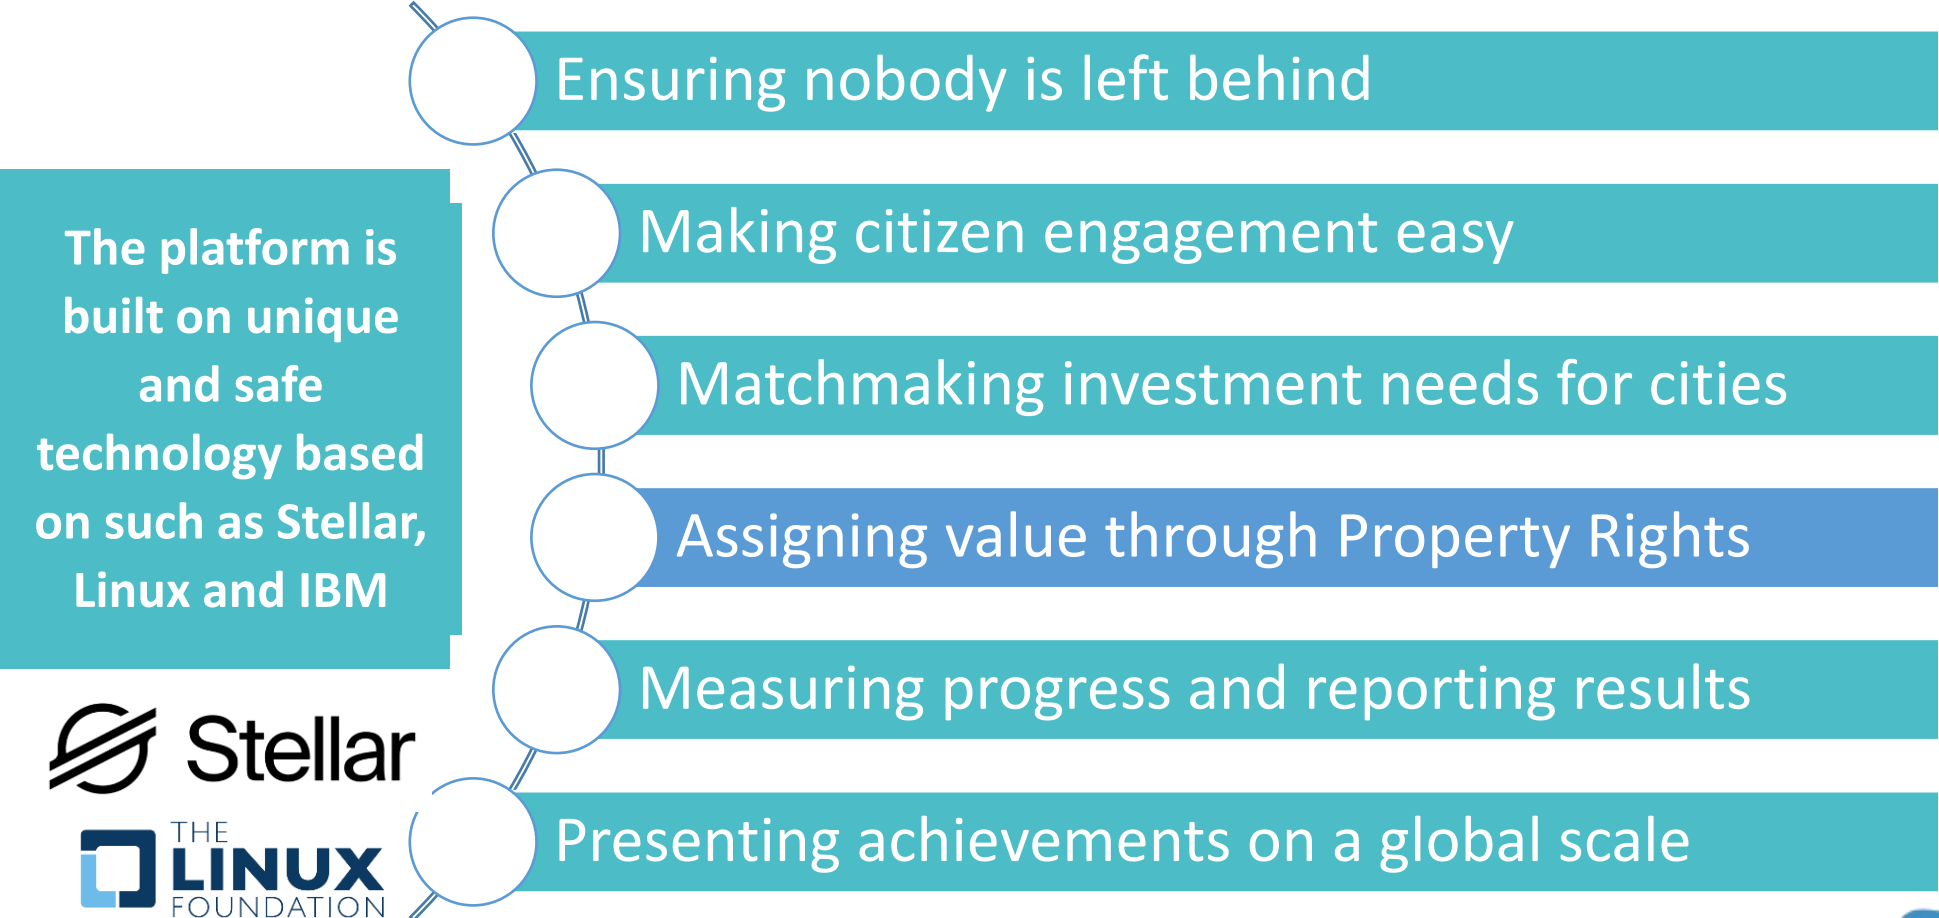 Ensuring nobody is left behind
Making citizen engagement easy
Matchmaking investment needs for cities
Assigning value through Property Rights
Measuring progress and reporting results
Presenting achievements on a global scale
The platform is
built on unique
and safe
technology based
on such as Stellar,
Linux and IBM
Stellar
THE
LINUX
FOUNDATION